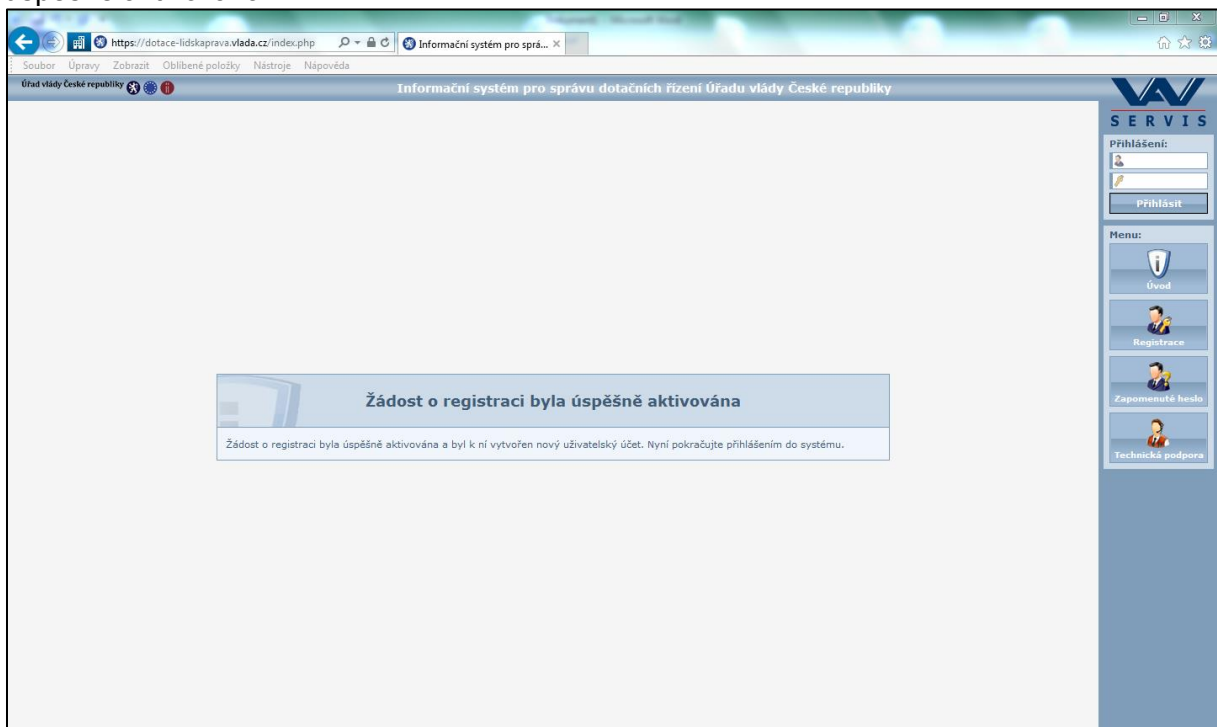 https://dotace-lidskaprava.vlada.cz/index.php
Informační systém pro sprá...
Soubor Úpravy Zobrazit Oblíbené položky Nástroje Nápověda
Úřad vlády České republiky
Informační systém pro správu dotačních řízení Úřadu vlády České republiky
VAV
SERVIS
Přihlášení:
Přihlásit
Menu:
Úvod
Registrace
Zapomenuté heslo
Technická podpora
Žádost o registraci byla úspěšně aktivována
Žádost o registraci byla úspěšně aktivována a byl k ní vytvořen nový uživatelský účet. Nyní pokračujte přihlášením do systému.